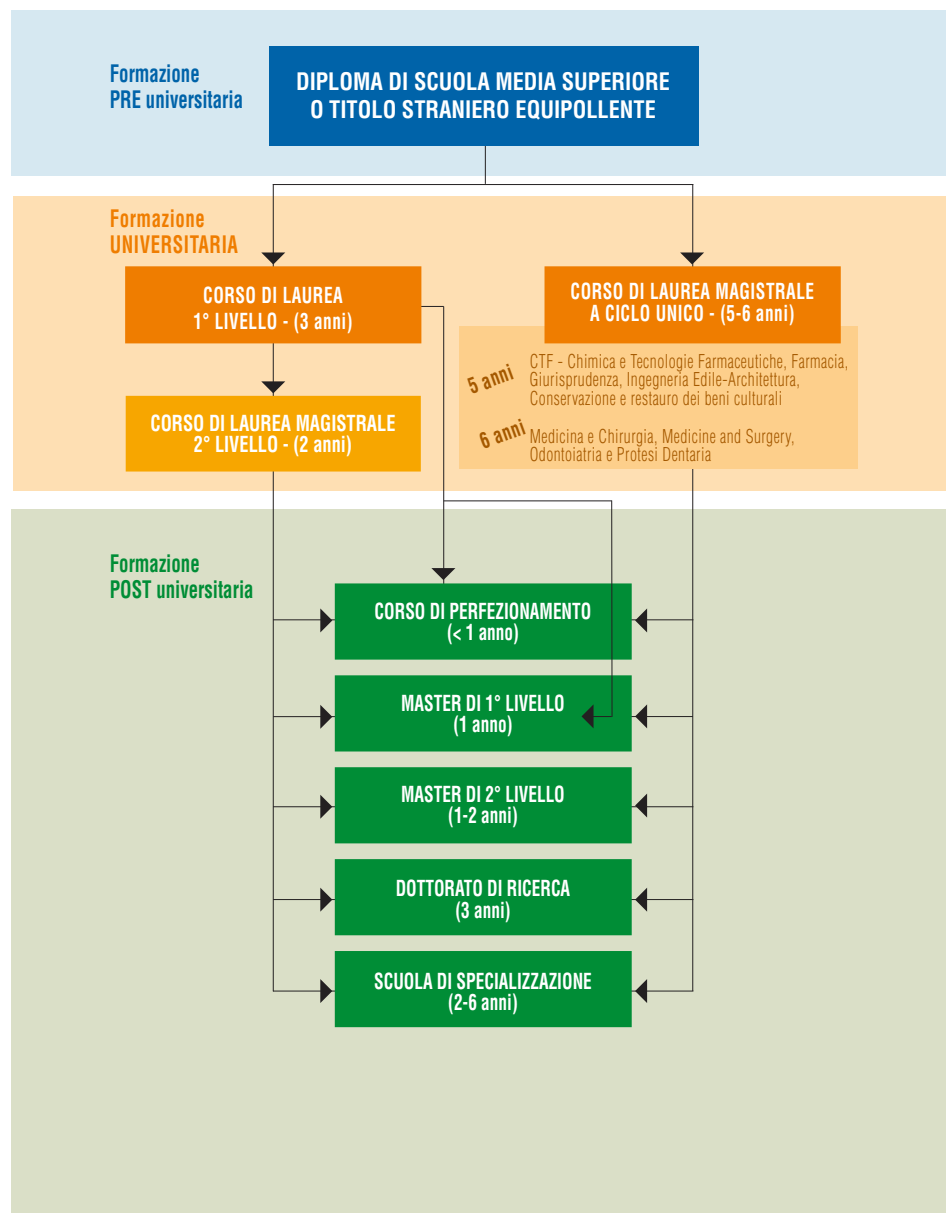 Formazione
PRE universitaria
DIPLOMA DI SCUOLA MEDIA SUPERIORE
O TITOLO STRANIERO EQUIPOLLENTE
Formazione
UNIVERSITARIA
CORSO DI LAUREA
1° LIVELLO - (3 anni)
CORSO DI LAUREA MAGISTRALE
A CICLO UNICO - (5-6 anni)
5 anni
CTF - Chimica e Tecnologie Farmaceutiche, Farmacia,
Giurisprudenza, Ingegneria Edile-Architettura,
Conservazione e restauro dei beni culturali
CORSO DI LAUREA MAGISTRALE
2° LIVELLO - (2 anni)
6 anni
Medicina e Chirurgia, Medicine and Surgery,
Odontoiatria e Protesi Dentaria
Formazione
POST universitaria
CORSO DI PERFEZIONAMENTO
(< 1 anno)
MASTER DI 1° LIVELLO
(1 anno)
MASTER DI 2° LIVELLO
(1-2 anni)
DOTTORATO DI RICERCA
(3 anni)
SCUOLA DI SPECIALIZZAZIONE
(2-6 anni)